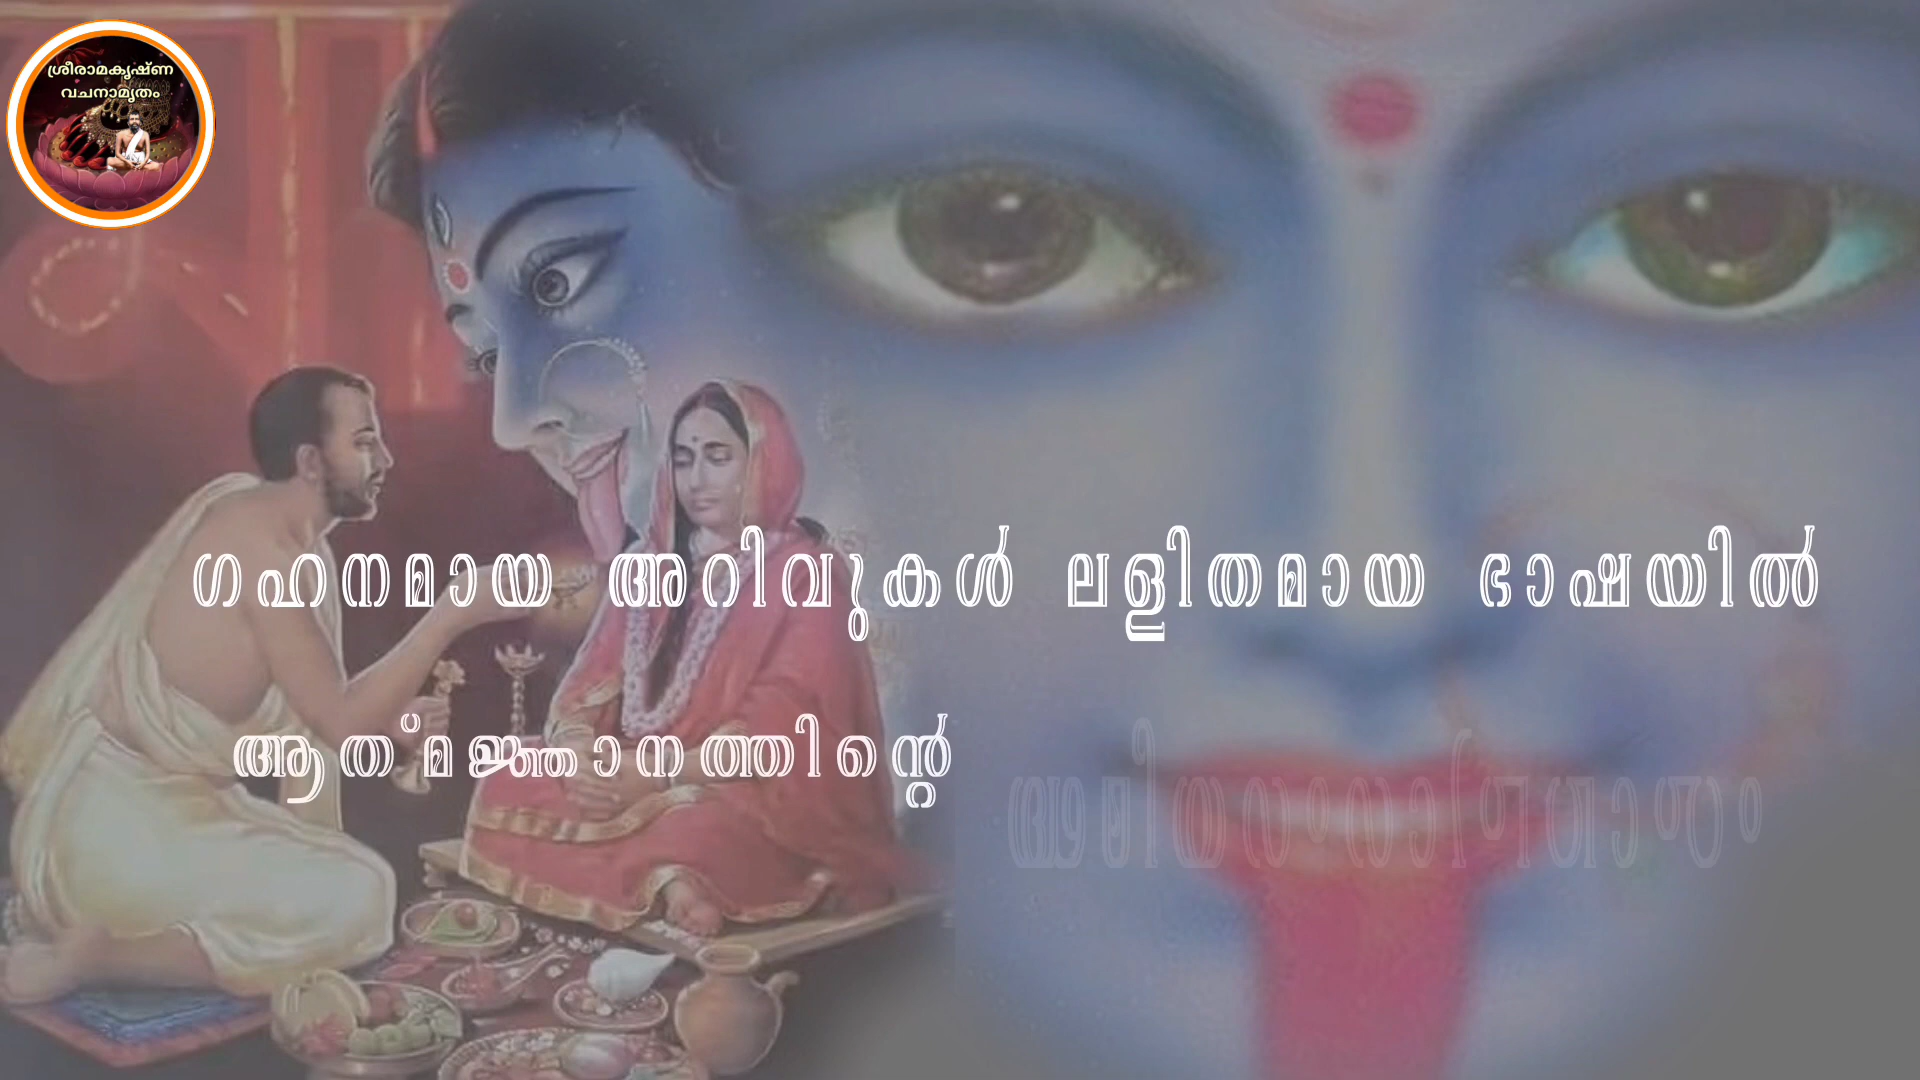 ശ്രീരാമകൃഷ്ണ
വചനാമൃതം
ഗഹനമായ അറിവുകൾ ലളിതമായ ഭാഷയിൽ
ആത്മജ്ഞാനത്തിന്റെ